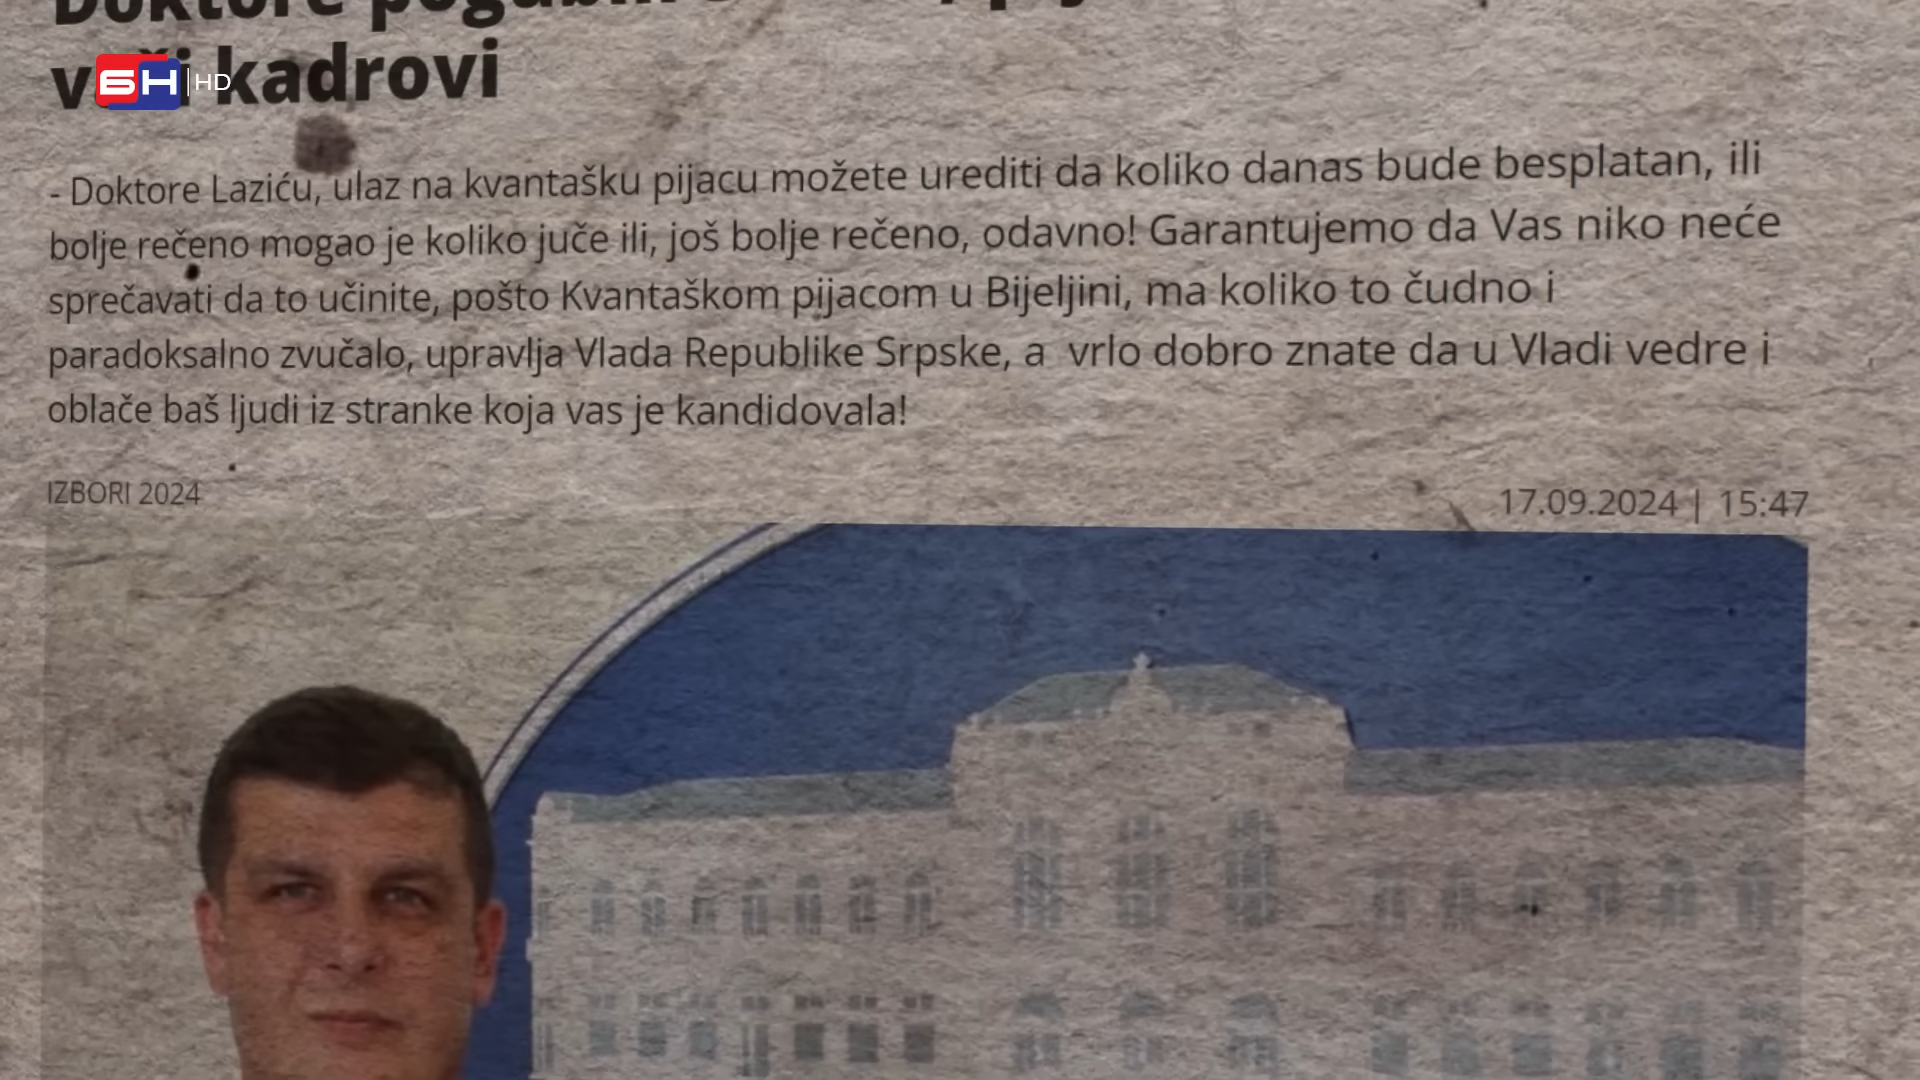 Doktore
kadrovi
БН HD
- Doktore Laziću, ulaz na kvantašku pijacu možete urediti da koliko danas bude besplatan, ili
bolje rečeno mogao je koliko juče ili, još bolje rečeno, odavno! Garantujemo da Vas niko neće
sprečavati da to učinite, pošto Kvantaškom pijacom u Bijeljini, ma koliko to čudno i
paradoksalno zvučalo, upravlja Vlada Republike Srpske, a vrlo dobro znate da u Vladi vedre i
oblače baš ljudi iz stranke koja vas je kandidovala!
IZBORI 2024
17.09.2024 | 15:47